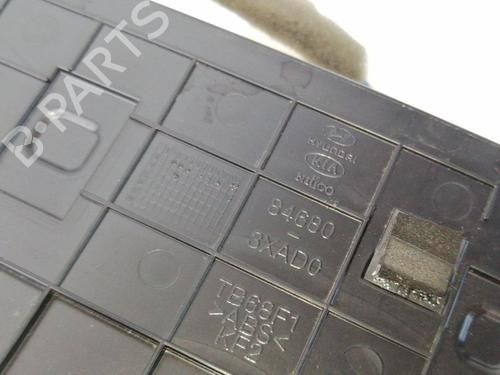 B·PARTS
HYUNDAI
KIA
84680
-
3XAD0
TB68F1
>ABS<
KF2